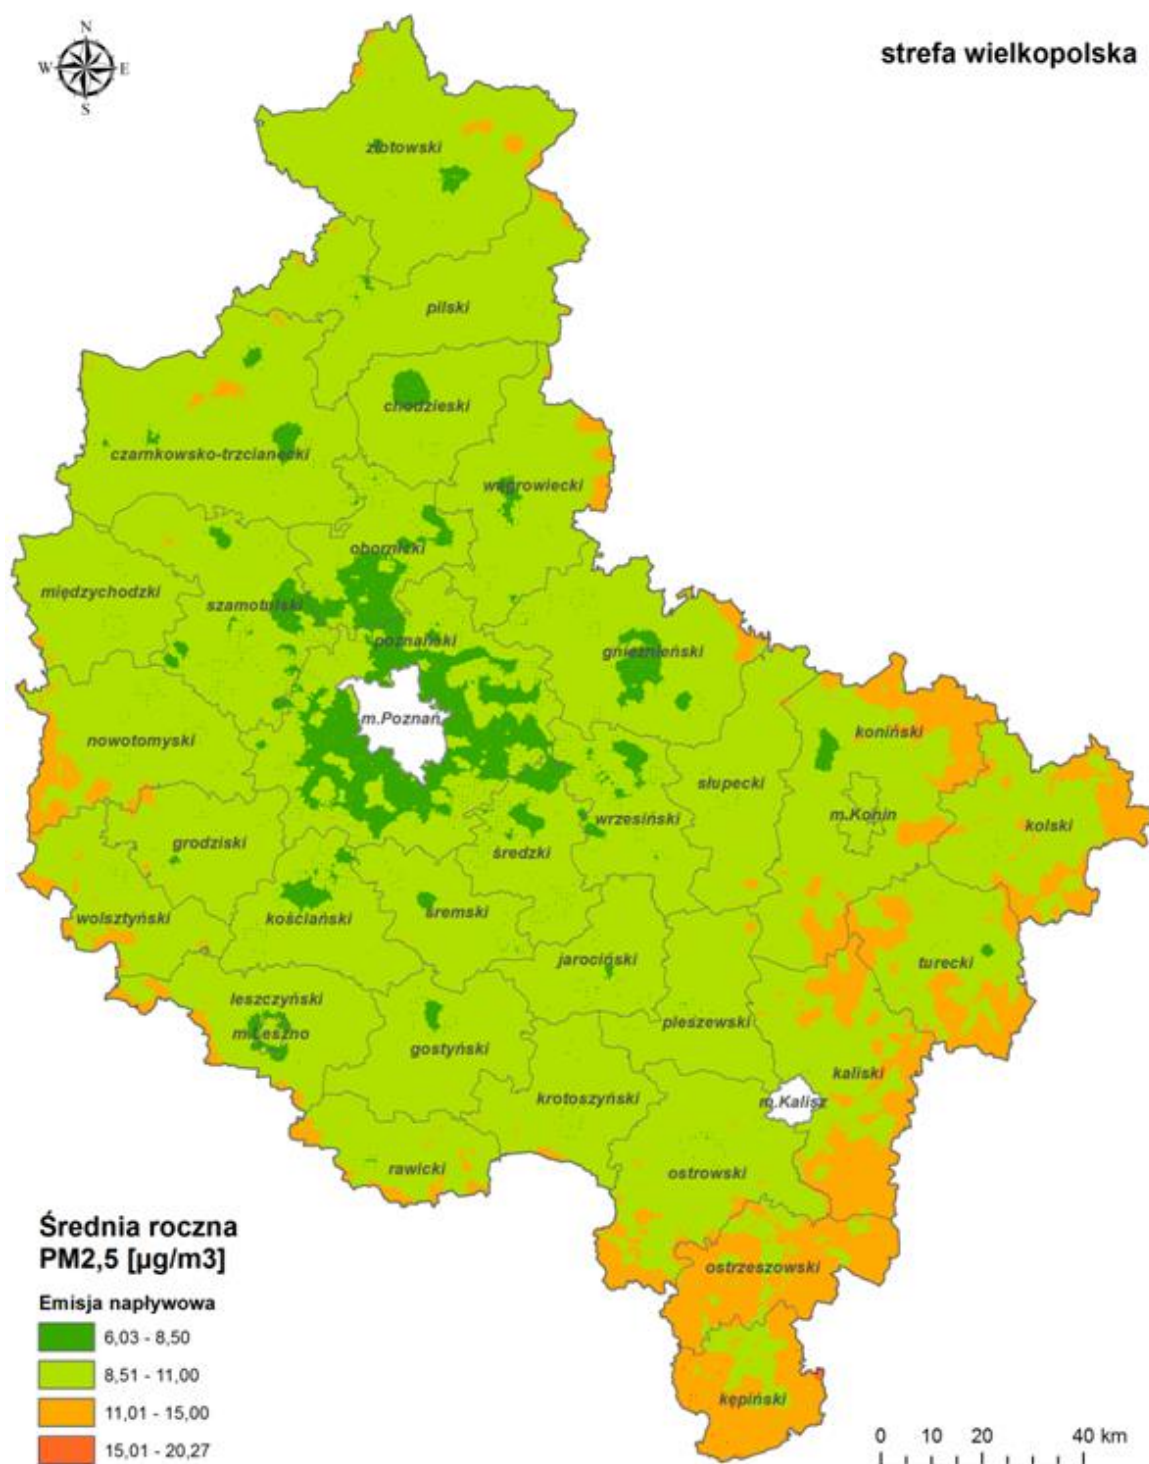 N
W E
S
strefa wielkopolska
złotowski
pilski
chodzieski
czarnkowsko-trzcianecki
wągrowiecki
obornicki
międzychodzki
szamotulski
poznański
gnieźnieński
m.Poznań
nowotomyski
koniński
słupecki
m.Konin
wrzesiński
kolski
grodziski
średzki
wolsztyński
kościański
śremski
jarociński
turecki
leszczyński
m.Leszno
gostyński
pleszewski
kaliski
krotoszyński
m.Kalisz
rawicki
ostrowski
ostrzeszowski
kępiński
Średnia roczna
PM2,5 [µg/m3]
Emisja napływowa
6,03 - 8,50
8,51 - 11,00
11,01 - 15,00
15,01 - 20,27
0 10 20 40 km